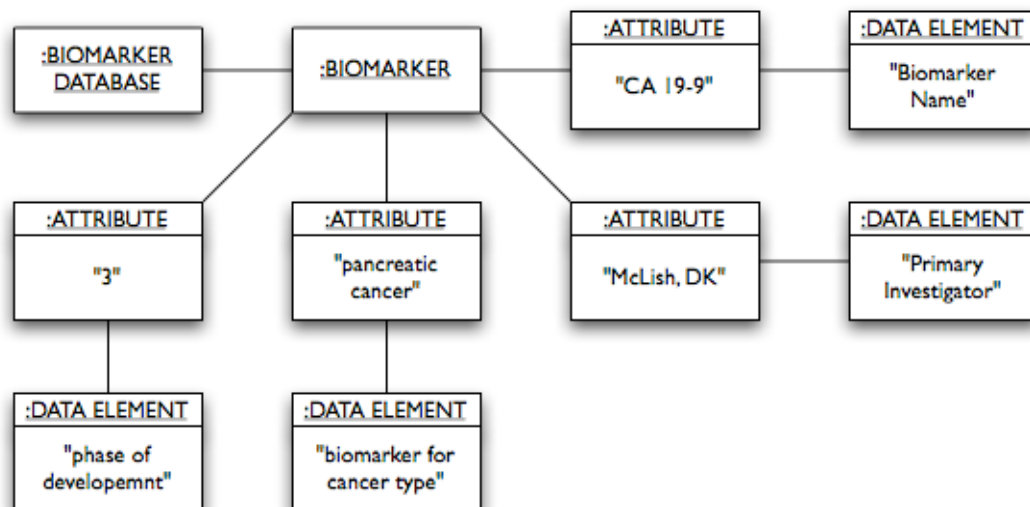 :BIOMARKER
DATABASE
:BIOMARKER
:ATTRIBUTE
"CA 19-9"
:DATA ELEMENT
"Biomarker
Name"
:ATTRIBUTE
"3"
:ATTRIBUTE
"pancreatic
cancer"
:ATTRIBUTE
"McLish, DK"
:DATA ELEMENT
"Primary
Investigator"
:DATA ELEMENT
"phase of
developemnt"
:DATA ELEMENT
"biomarker for
cancer type"